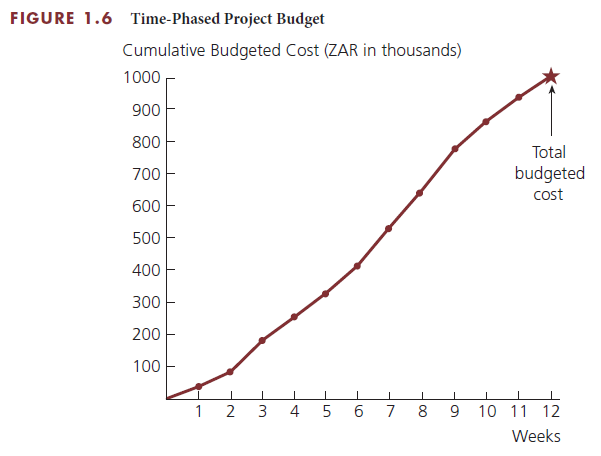 FIGURE 1.6 Time-Phased Project Budget
Cumulative Budgeted Cost (ZAR in thousands)
1000
900
800
700
600
500
400
300
200
100
Total
budgeted
cost
1 2 3 4 5 6 7 8 9 10 11 12
Weeks